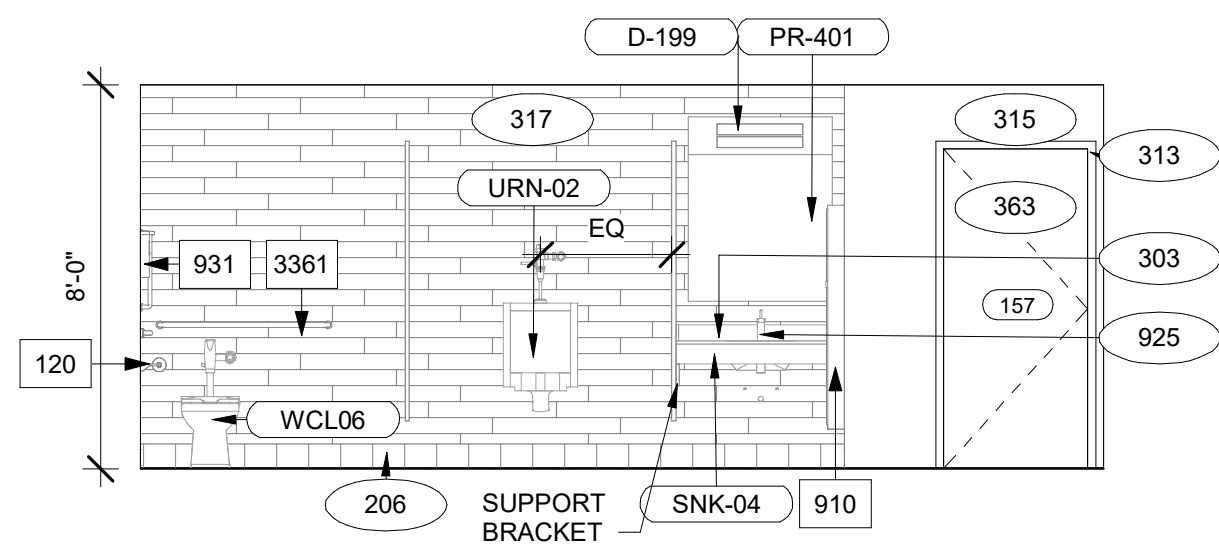 D-199
PR-401
317
315
313
URN-02
363
EQ
931
3361
303
8'-0"
157
120
925
WCL06
206
SUPPORT
BRACKET
SNK-04
910